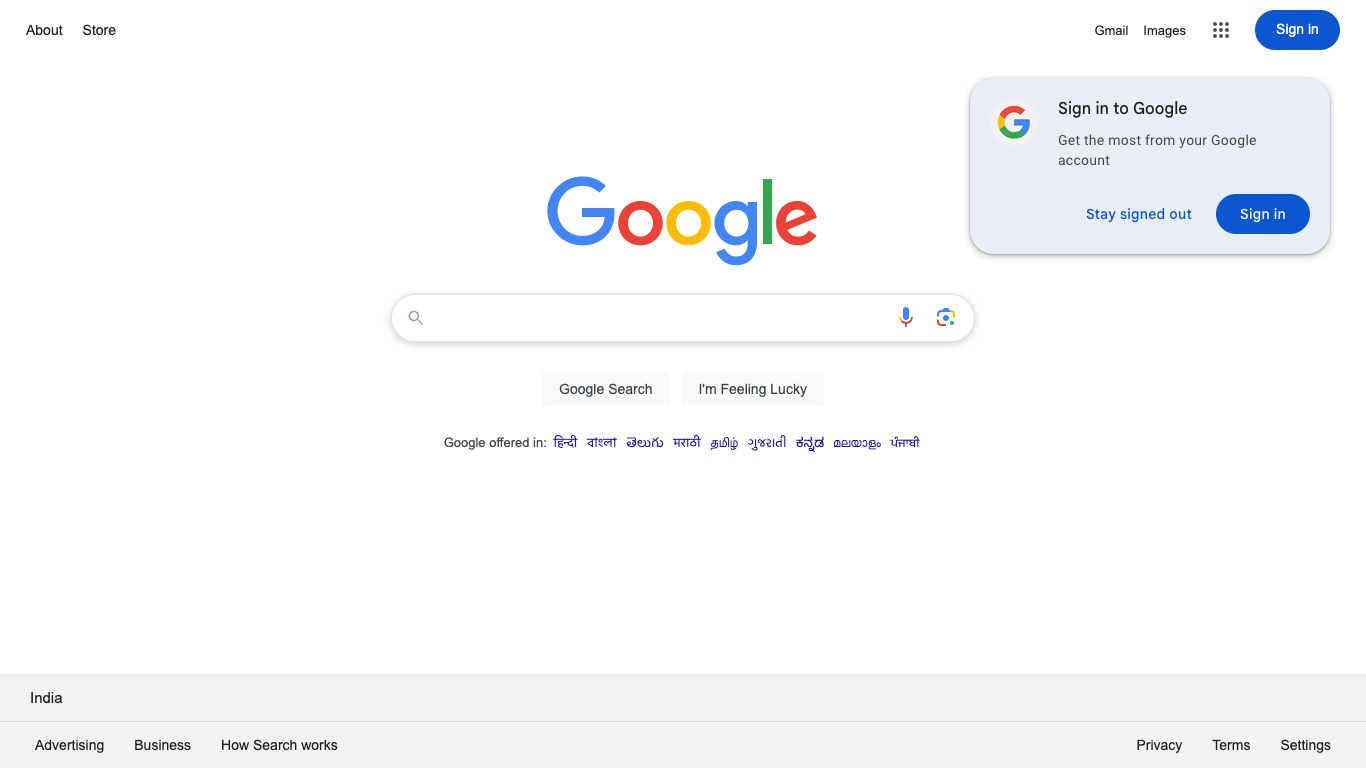 About Store
Gmail Images Sign in
Sign in to Google
Get the most from your Google
account
Stay signed out Sign in
Google
Google Search I'm Feeling Lucky
Google offered in: हिन्दी বাংলা తెలుగు मराठी தமிழ் ગુજરાતી ಕನ್ನಡ മലയാളം ਪੰਜਾਬੀ
India
Advertising Business How Search works
Privacy Terms Settings